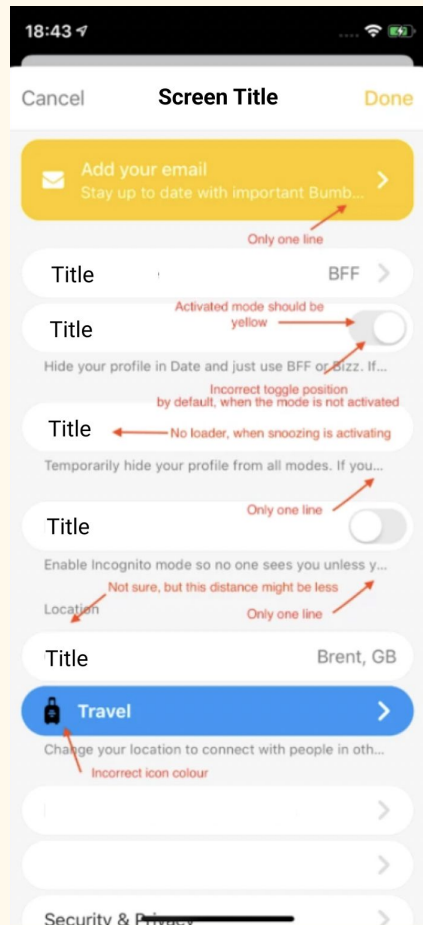 18:43
Cancel Screen Title Done
Add your email
Stay up to date with important Bumb...
Only one line
Title BFF
Activated mode should be
yellow
Title
Hide your profile in Date and just use BFF or Bizz. If...
Incorrect toggle position
by default, when the mode is not activated
Title
No loader, when snoozing is activating
Temporarily hide your profile from all modes. If you...
Only one line
Title
Enable Incognito mode so no one sees you unless y...
Not sure, but this distance might be less
Location
Only one line
Title Brent, GB
Travel
Change your location to connect with people in oth...
Incorrect icon colour
Security & Privacy